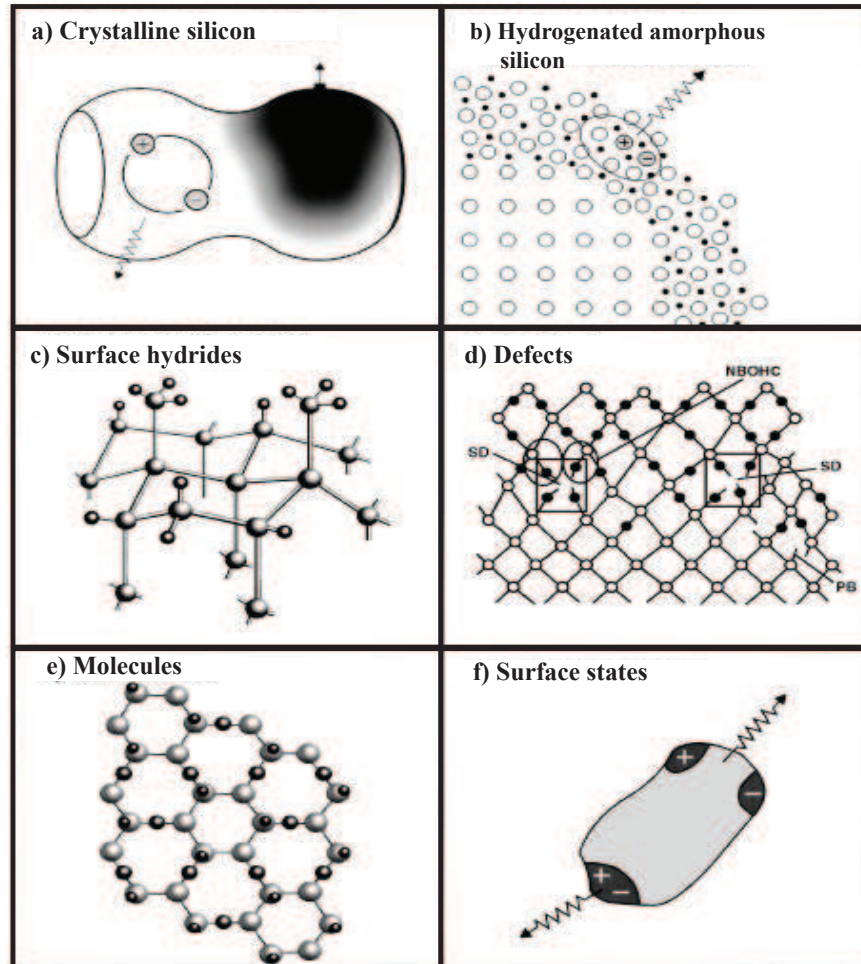 a) Crystalline silicon
b) Hydrogenated amorphous
silicon
+
−
+
−
c) Surface hydrides
d) Defects
NBOHC
SD
SD
PB
e) Molecules
f) Surface states
+
−
+
−